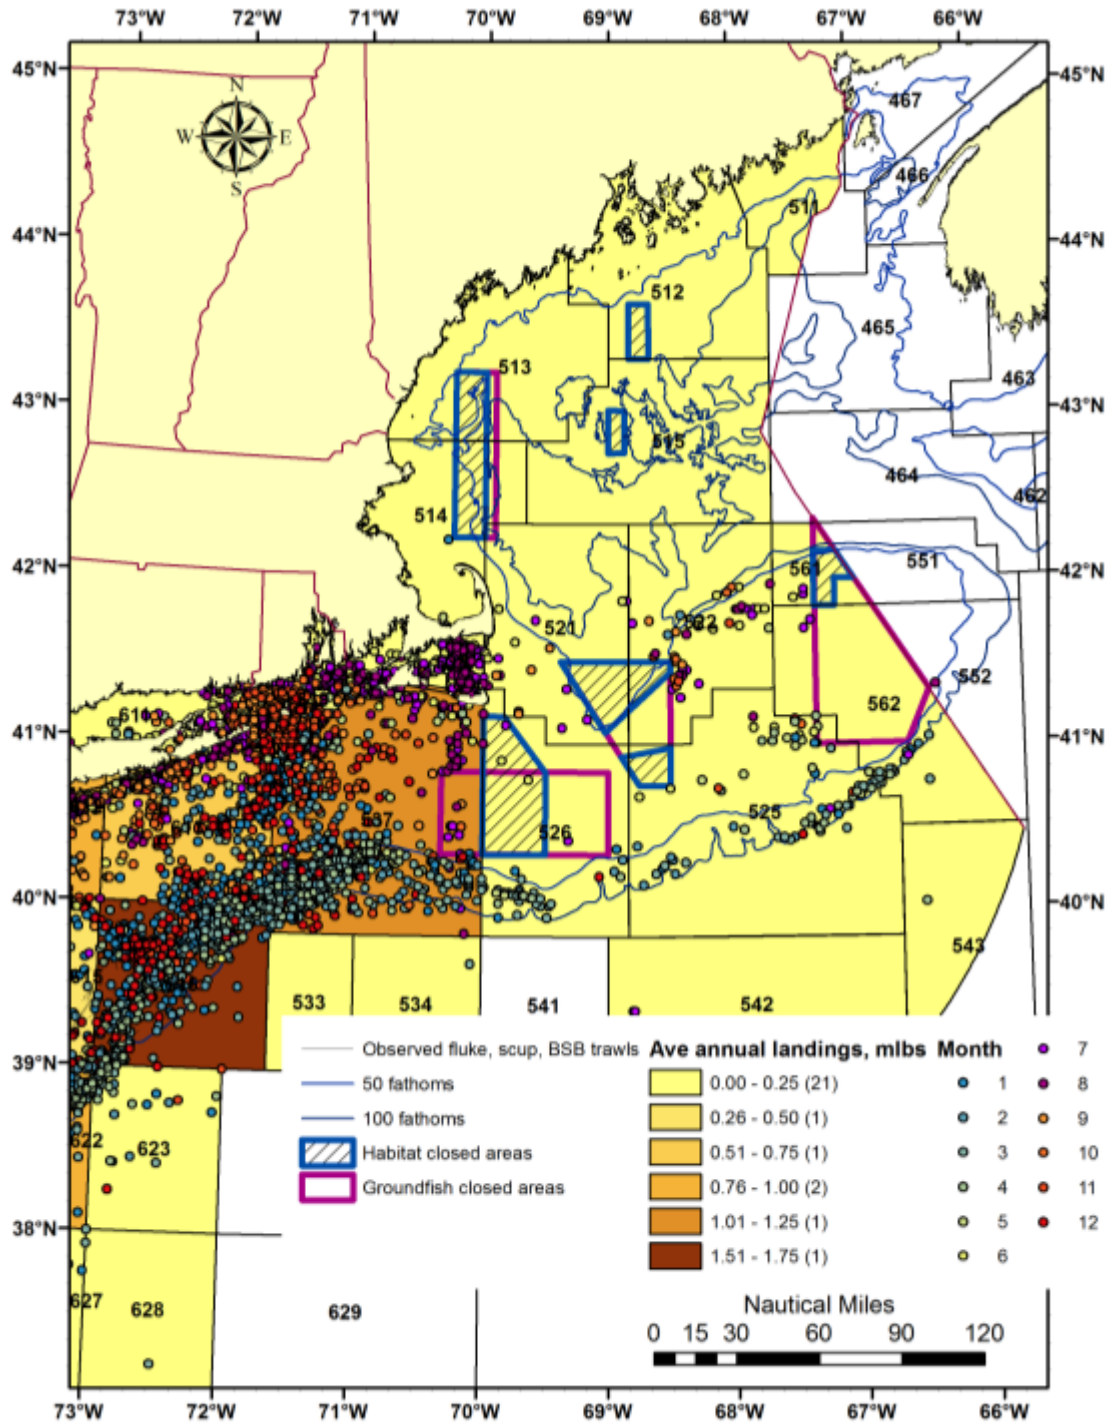 73°W 72°W 71°W 70°W 69°W 68°W 67°W 66°W
45°N 45°N
N
W E
S
467
466
511
44°N 44°N
512
465
513
463
43°N 43°N
515
464
462
514
42°N 561 551 42°N
521 522
552
562
611
41°N 41°N
537 526 525
40°N 40°N
543
533 534 541 542
39°N 39°N
622 623
38°N 38°N
627 628 629
Observed fluke, scup, BSB trawls
50 fathoms
100 fathoms
Habitat closed areas
Groundfish closed areas
Ave annual landings, mlbs
0.00 - 0.25 (21)
0.26 - 0.50 (1)
0.51 - 0.75 (1)
0.76 - 1.00 (2)
1.01 - 1.25 (1)
1.51 - 1.75 (1)
Month
1
2
3
4
5
6
7
8
9
10
11
12
Nautical Miles
0 15 30 60 90 120
73°W 72°W 71°W 70°W 69°W 68°W 67°W 66°W